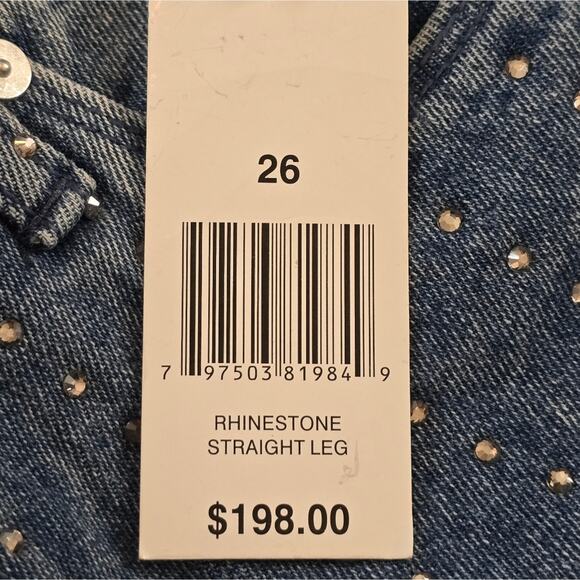 26
7 97503 81984 9
RHINESTONE
STRAIGHT LEG
$198.00